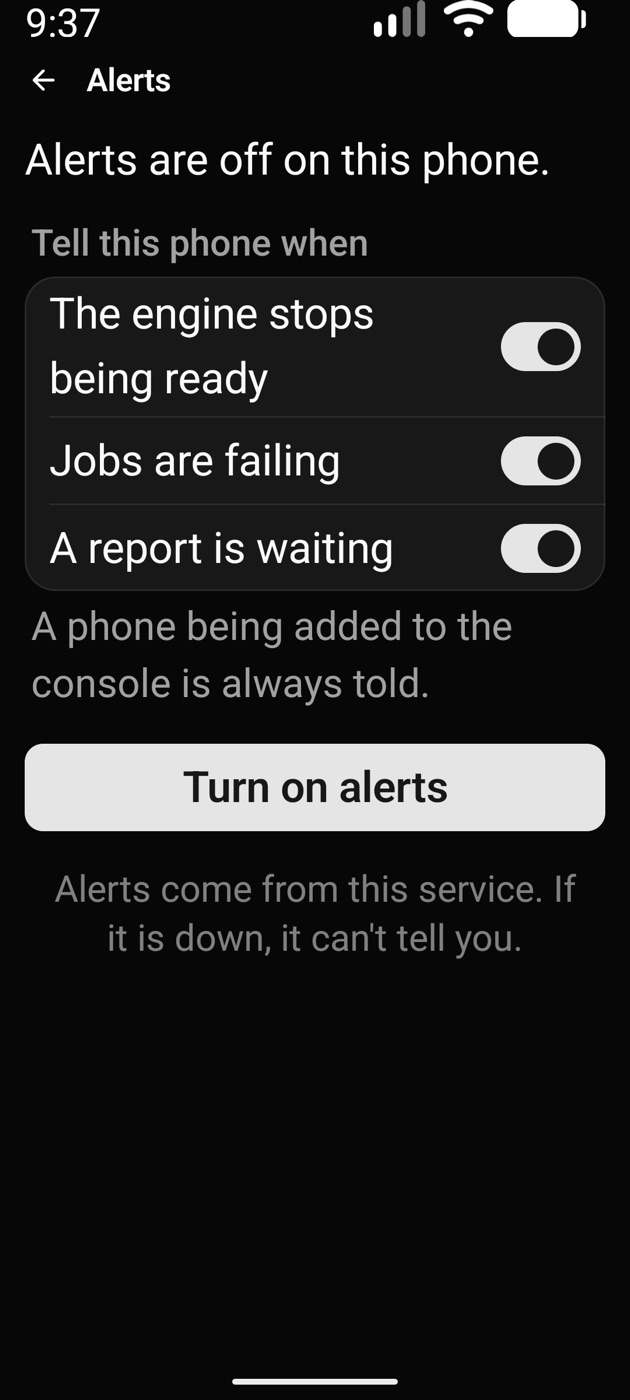 9:37
Alerts
Alerts are off on this phone.
Tell this phone when
The engine stops
being ready
Jobs are failing
A report is waiting
A phone being added to the
console is always told.
Turn on alerts
Alerts come from this service. If
it is down, it can't tell you.